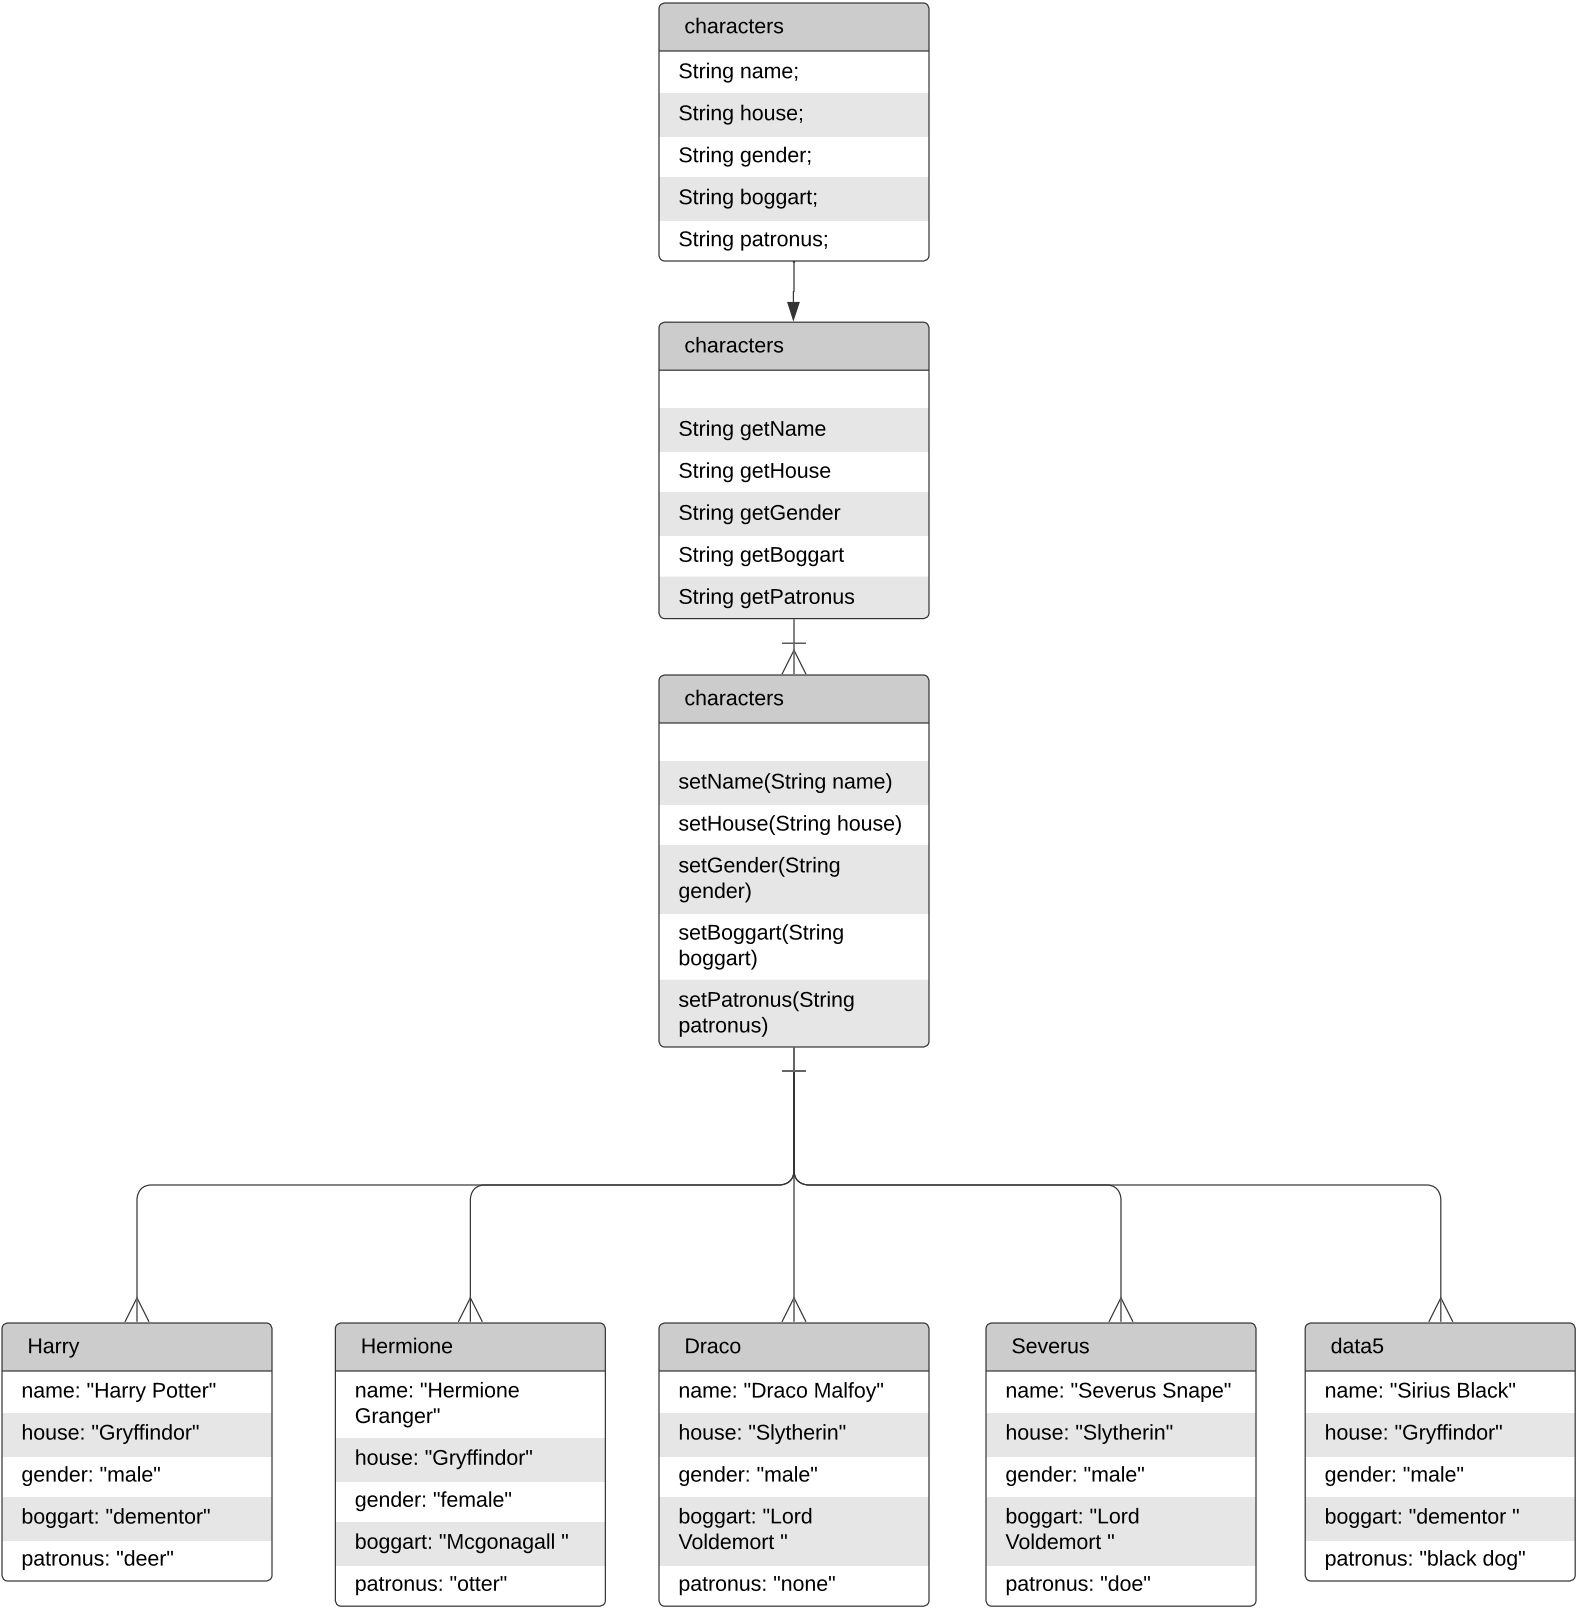 characters
String name;
String house;
String gender;
String boggart;
String patronus;
characters
String getName
String getHouse
String getGender
String getBoggart
String getPatronus
characters
setName(String name)
setHouse(String house)
setGender(String
gender)
setBoggart(String
boggart)
setPatronus(String
patronus)
Harry
name: "Harry Potter"
house: "Gryffindor"
gender: "male"
boggart: "dementor"
patronus: "deer"
Hermione
name: "Hermione
Granger"
house: "Gryffindor"
gender: "female"
boggart: "Mcgonagall "
patronus: "otter"
Draco
name: "Draco Malfoy"
house: "Slytherin"
gender: "male"
boggart: "Lord
Voldemort "
patronus: "none"
Severus
name: "Severus Snape"
house: "Slytherin"
gender: "male"
boggart: "Lord
Voldemort "
patronus: "doe"
data5
name: "Sirius Black"
house: "Gryffindor"
gender: "male"
boggart: "dementor "
patronus: "black dog"